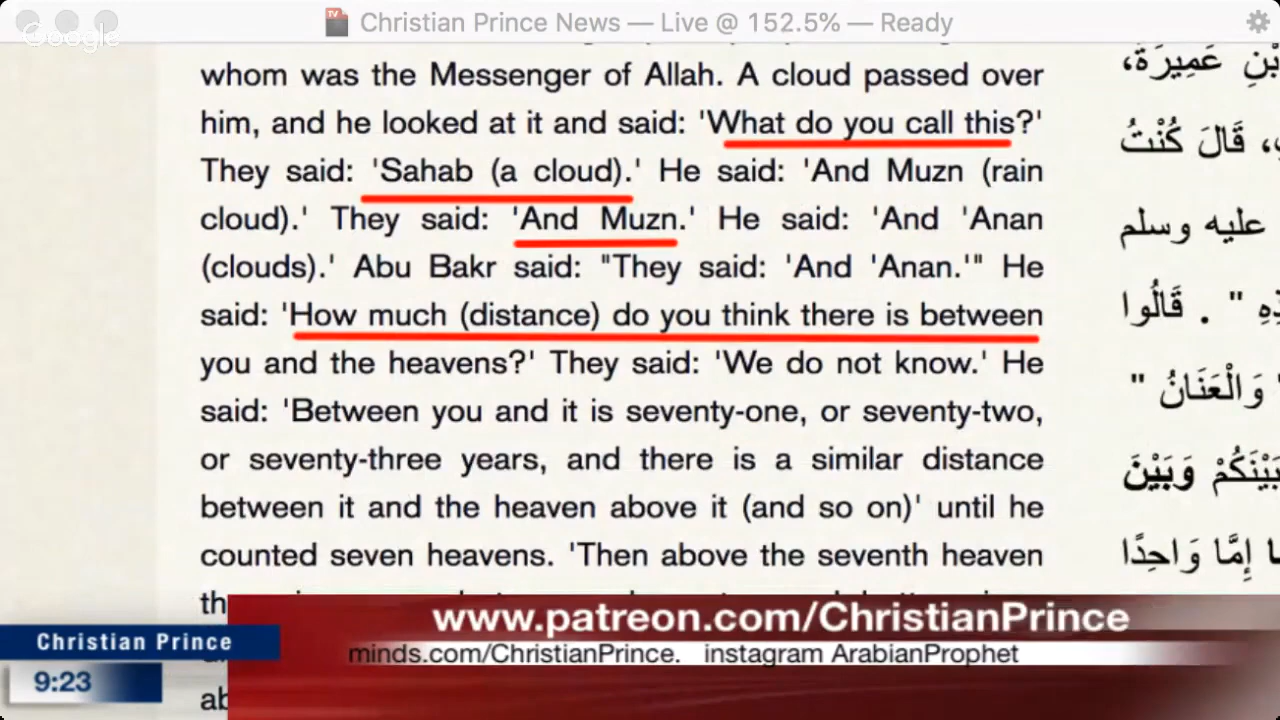 Christian Prince News — Live @ 152.5% — Ready
Google
whom was the Messenger of Allah. A cloud passed over
him, and he looked at it and said: 'What do you call this?'
They said: 'Sahab (a cloud).' He said: 'And Muzn (rain
cloud).' They said: 'And Muzn.' He said: 'And 'Anan
(clouds).' Abu Bakr said: "They said: 'And 'Anan.'" He
said: 'How much (distance) do you think there is between
you and the heavens?' They said: 'We do not know.' He
said: 'Between you and it is seventy-one, or seventy-two,
or seventy-three years, and there is a similar distance
between it and the heaven above it (and so on)' until he
counted seven heavens. 'Then above the seventh heaven
بْنِ عَمِيرَةَ،
، قَالَ كُنْتُ
عليه وسلم
" . قَالُوا
وَالْعَنَانُ "
بَيْنَكُمْ وَبَيْنَ
إِمَّا وَاحِدًا
www.patreon.com/ChristianPrince
Christian Prince
minds.com/ChristianPrince. instagram ArabianProphet
9:23